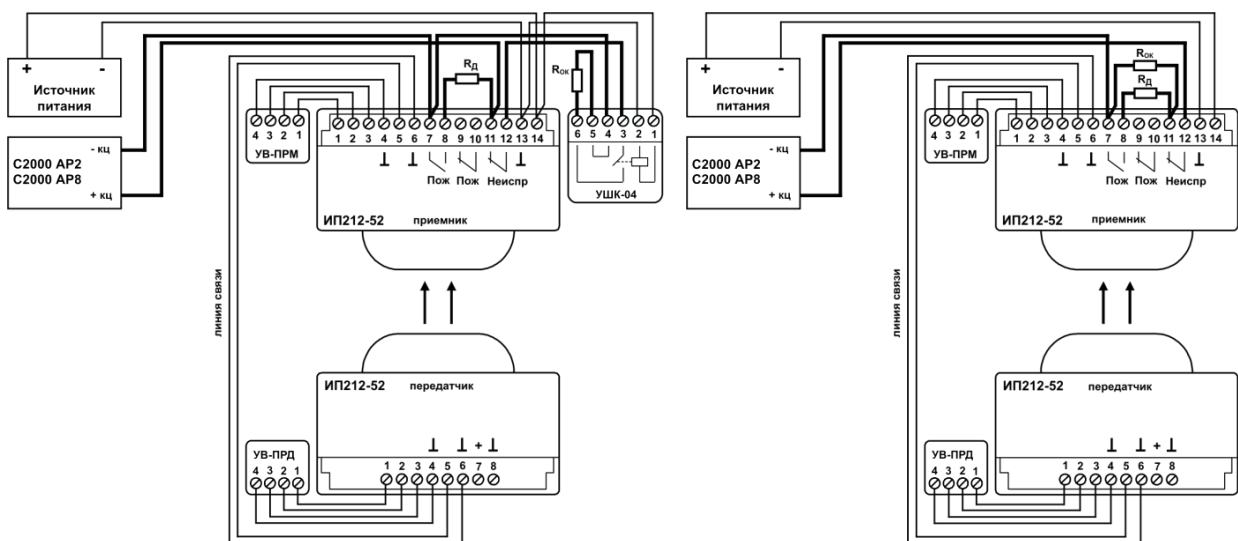 + -
Источник
питания
- кц
С2000 АР2
С2000 АР8
+ кц
4 3 2 1
УВ-ПРМ
RД
1 2 3 4 5 6 7 8 9 10 11 12 13 14
⊥ ⊥ ⊥
Пож Пож Неиспр
ИП212-52 приемник
Rок
6 5 4 3 2 1
УШК-04
линия связи
ИП212-52 передатчик
⊥ ⊥ + ⊥
1 2 3 4 5 6 7 8
УВ-ПРД
4 3 2 1
+ -
Источник
питания
- кц
С2000 АР2
С2000 АР8
+ кц
4 3 2 1
УВ-ПРМ
Rок
RД
1 2 3 4 5 6 7 8 9 10 11 12 13 14
⊥ ⊥ ⊥
Пож Пож Неиспр
ИП212-52 приемник
линия связи
ИП212-52 передатчик
⊥ ⊥ + ⊥
1 2 3 4 5 6 7 8
УВ-ПРД
4 3 2 1